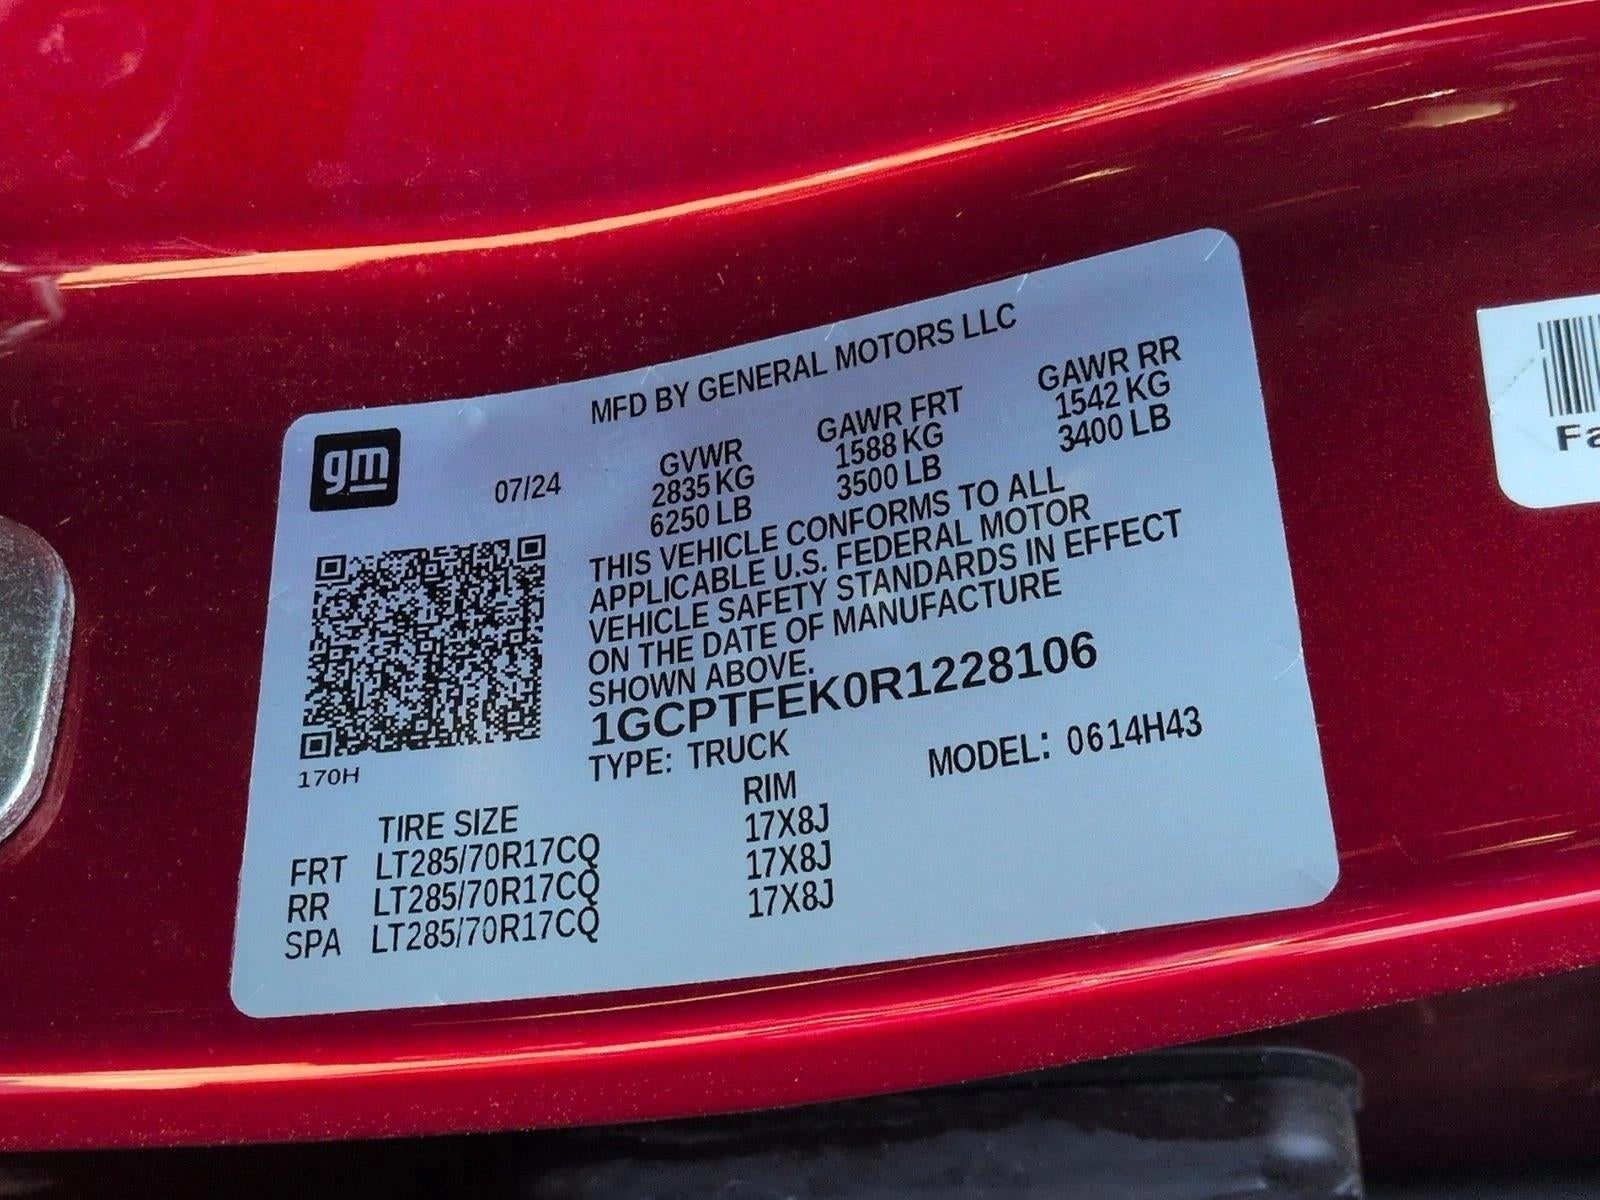 MFD BY GENERAL MOTORS LLC
gm
07/24
GVWR GAWR FRT GAWR RR
2835 KG 1588 KG 1542 KG
6250 LB 3500 LB 3400 LB
THIS VEHICLE CONFORMS TO ALL
APPLICABLE U.S. FEDERAL MOTOR
VEHICLE SAFETY STANDARDS IN EFFECT
ON THE DATE OF MANUFACTURE
SHOWN ABOVE.
1GCPTFEK0R1228106
170H
TYPE: TRUCK MODEL: 0614H43
TIRE SIZE RIM
FRT LT285/70R17CQ 17X8J
RR LT285/70R17CQ 17X8J
SPA LT285/70R17CQ 17X8J